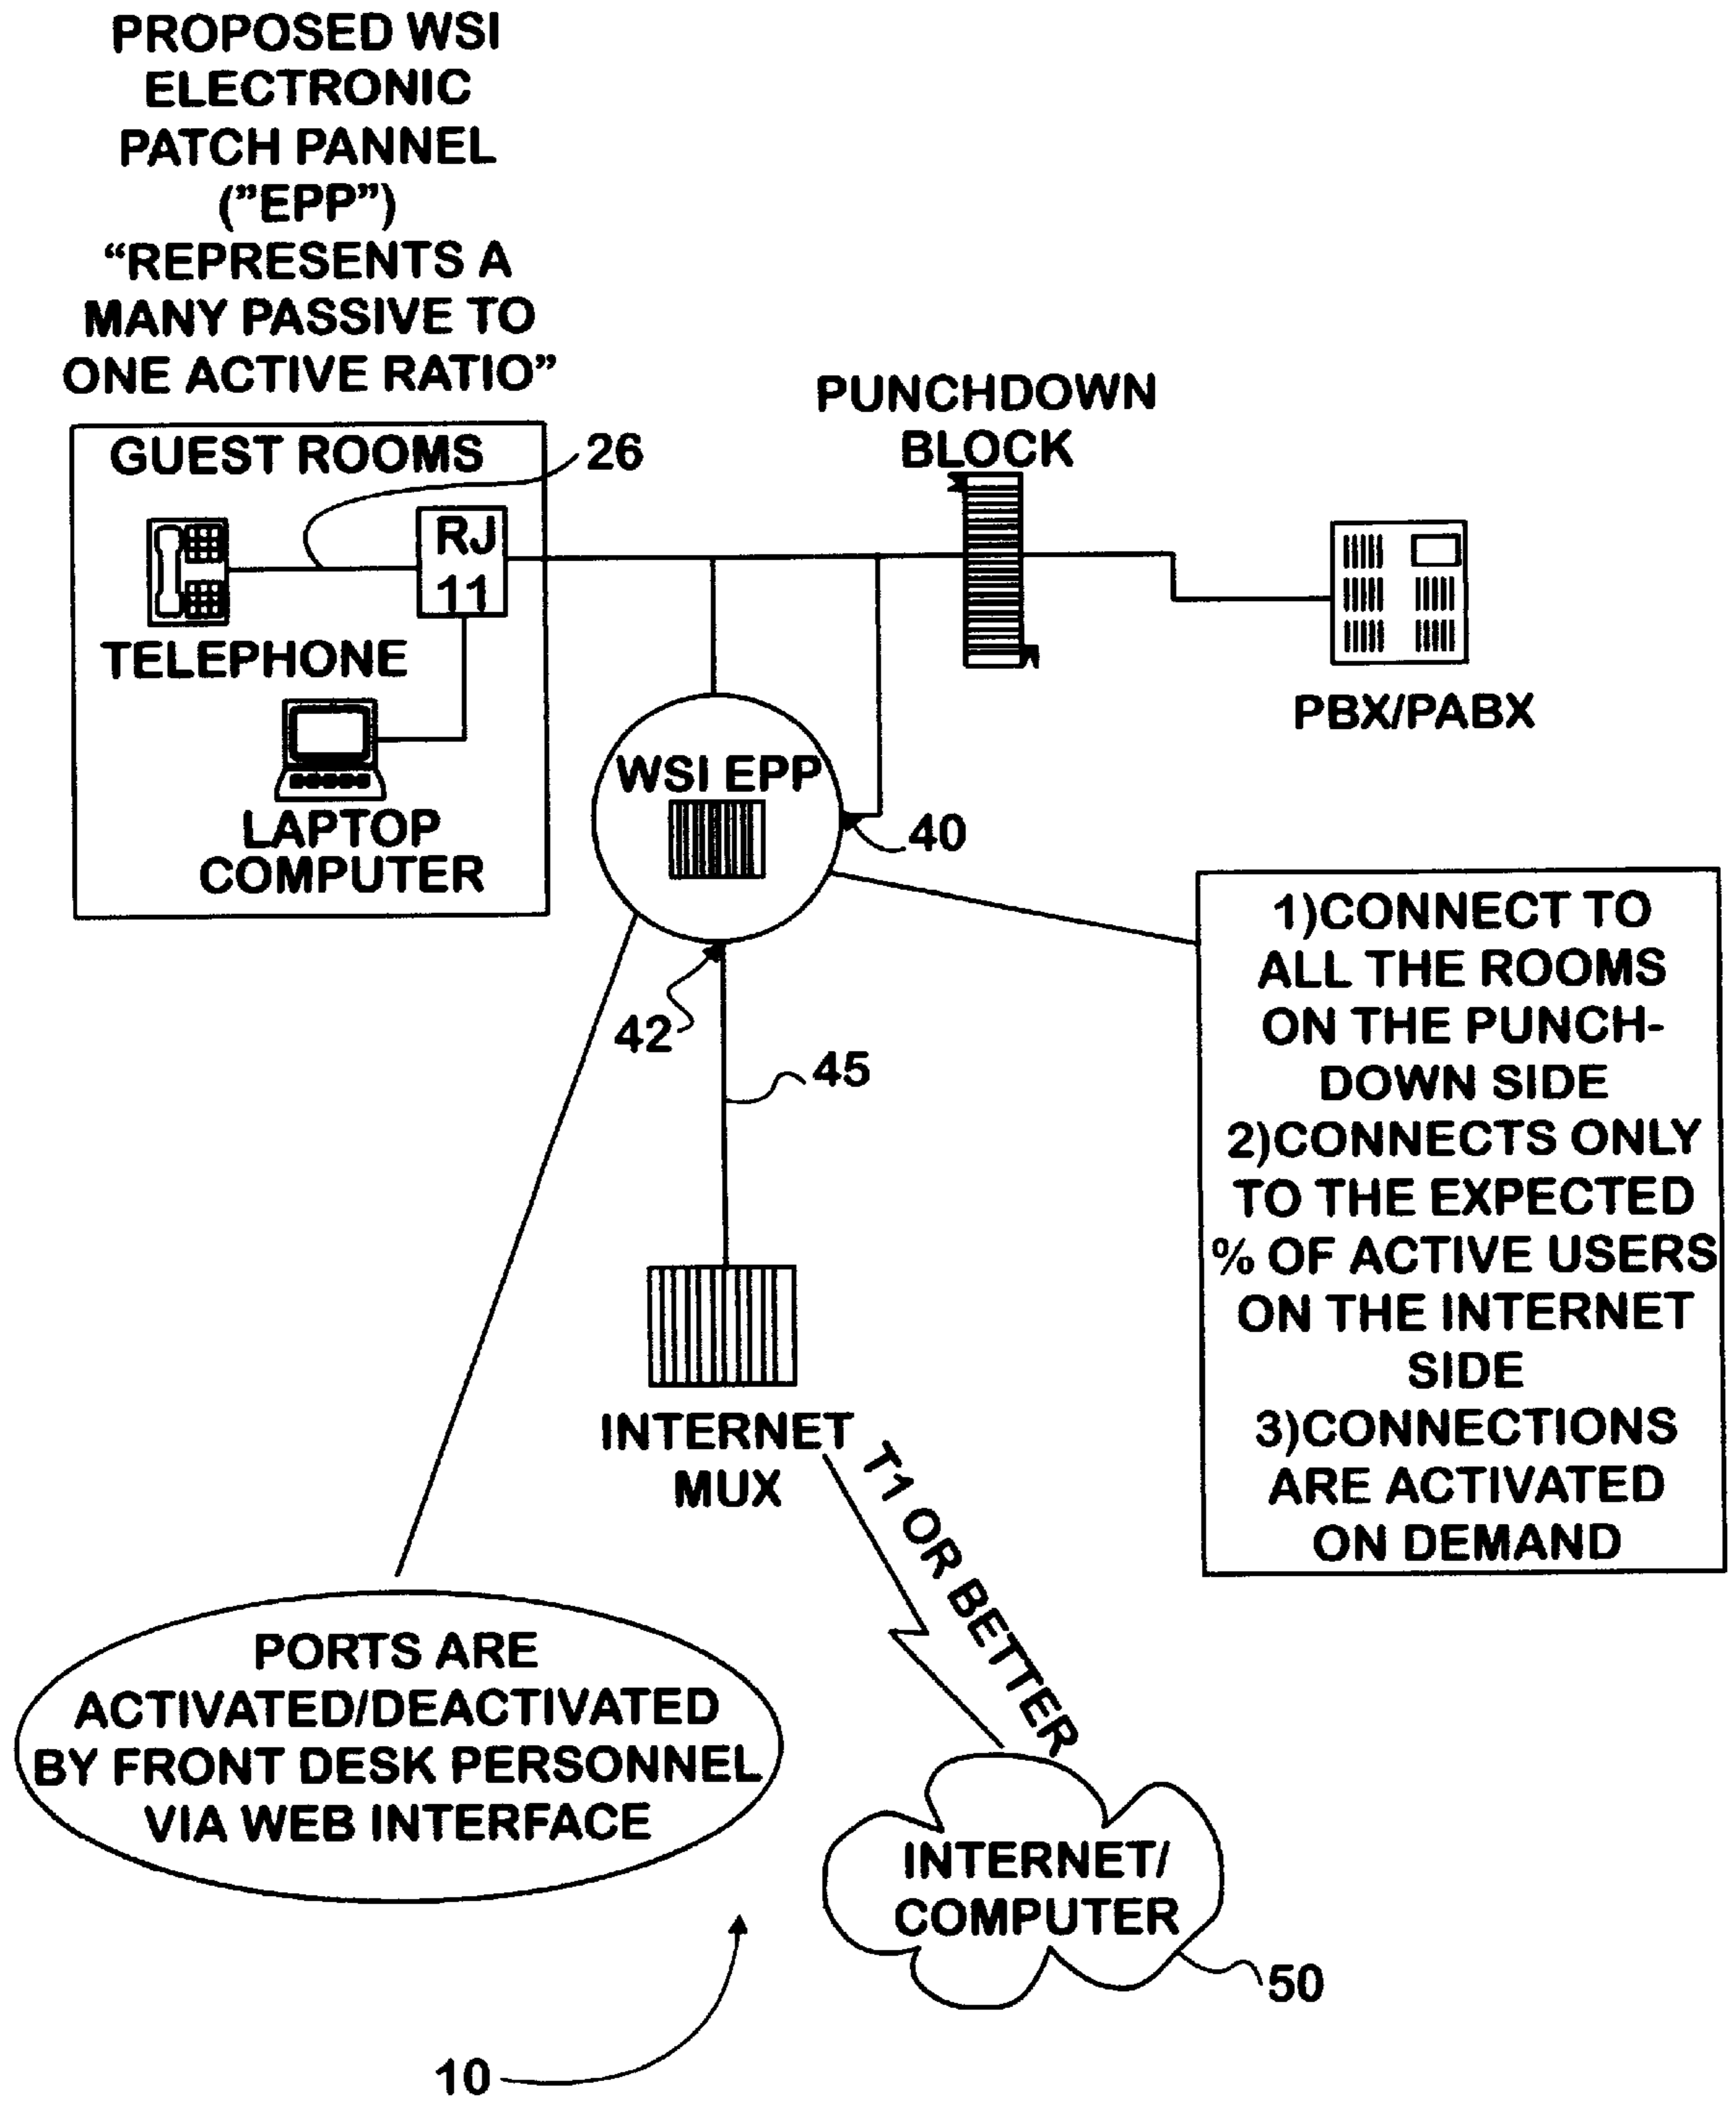 PROPOSED WSI
ELECTRONIC
PATCH PANNEL
(”EPP”)
“REPRESENTS A
MANY PASSIVE TO
ONE ACTIVE RATIO”
GUEST ROOMS
26
RJ
11
TELEPHONE
LAPTOP
COMPUTER
PUNCHDOWN
BLOCK
PBX/PABX
WSI EPP
40
42
45
1)CONNECT TO
ALL THE ROOMS
ON THE PUNCH-
DOWN SIDE
2)CONNECTS ONLY
TO THE EXPECTED
% OF ACTIVE USERS
ON THE INTERNET
SIDE
3)CONNECTIONS
ARE ACTIVATED
ON DEMAND
INTERNET
MUX
T1 OR BETTER
PORTS ARE
ACTIVATED/DEACTIVATED
BY FRONT DESK PERSONNEL
VIA WEB INTERFACE
INTERNET/
COMPUTER
50
10